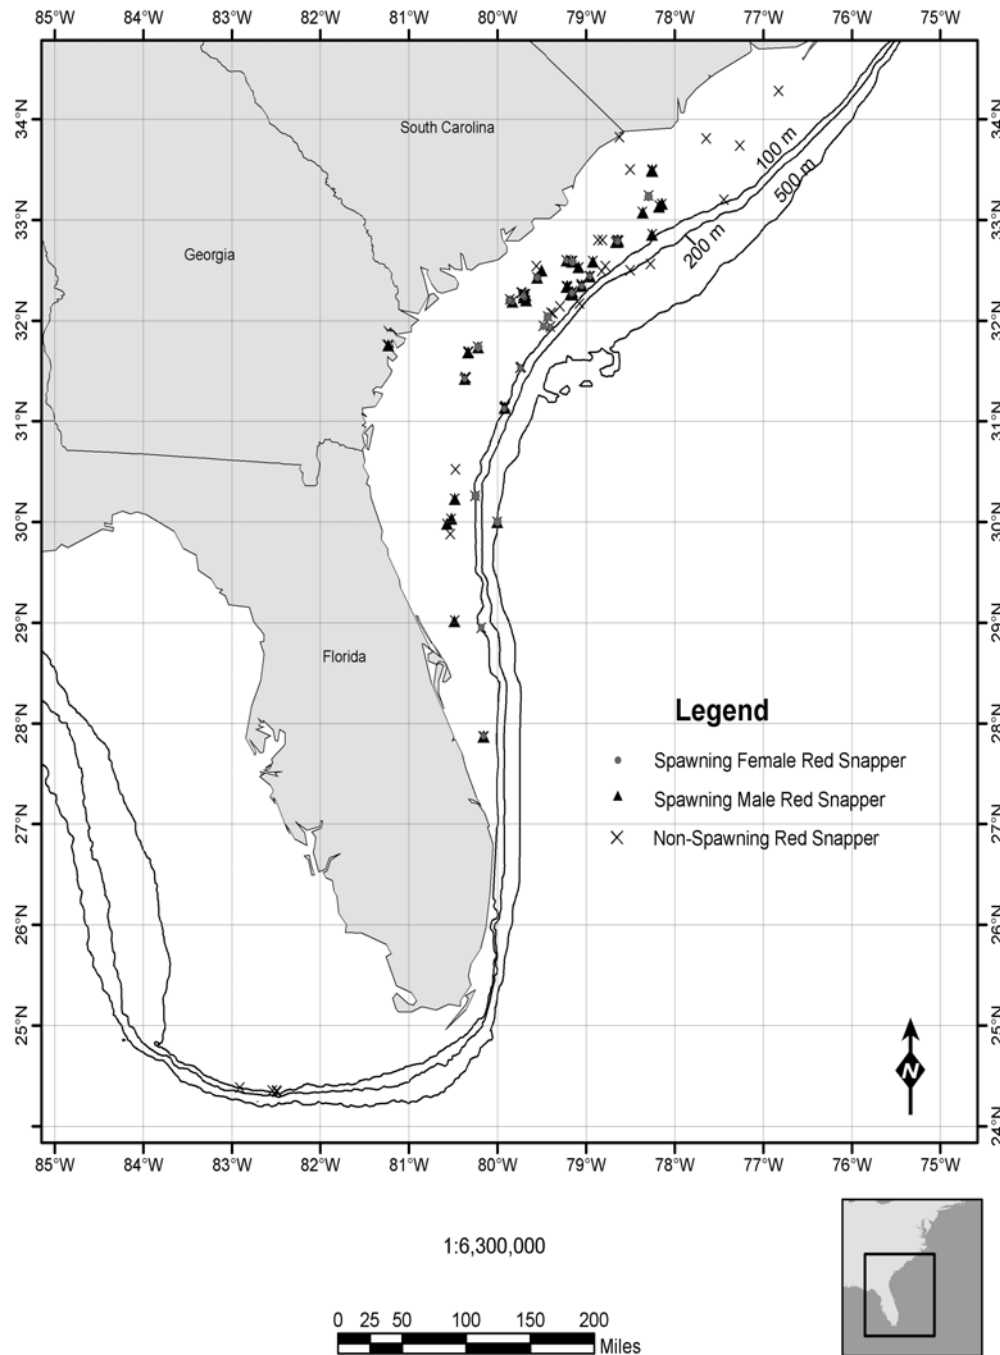 85°W 84°W 83°W 82°W 81°W 80°W 79°W 78°W 77°W 76°W 75°W
34°N 34°N
South Carolina
100 m
500 m
33°N 33°N
200 m
Georgia
32°N 32°N
31°N 31°N
30°N 30°N
29°N 29°N
Florida
28°N 28°N
Legend
Spawning Female Red Snapper
Spawning Male Red Snapper
27°N 27°N
Non-Spawning Red Snapper
26°N 26°N
25°N 25°N
N
24°N 24°N
85°W 84°W 83°W 82°W 81°W 80°W 79°W 78°W 77°W 76°W 75°W
1:6,300,000
0 25 50 100 150 200
Miles